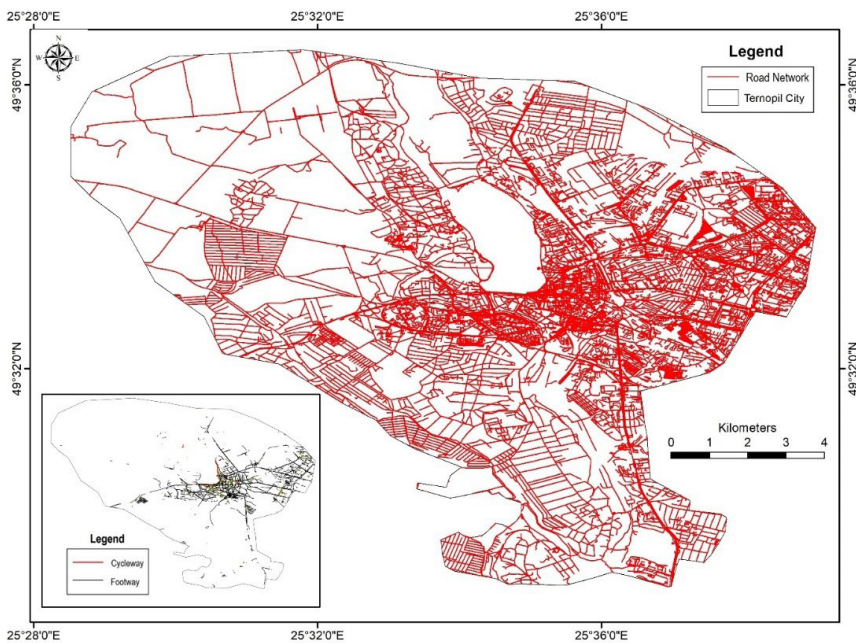 25°28'0"E
25°32'0"E
25°36'0"E
N
W
E
S
Legend
Road Network
Ternopil City
49°36'0"N
49°36'0"N
49°32'0"N
49°32'0"N
Kilometers
0 1 2 3 4
Legend
Cycleway
Footway
25°28'0"E
25°32'0"E
25°36'0"E